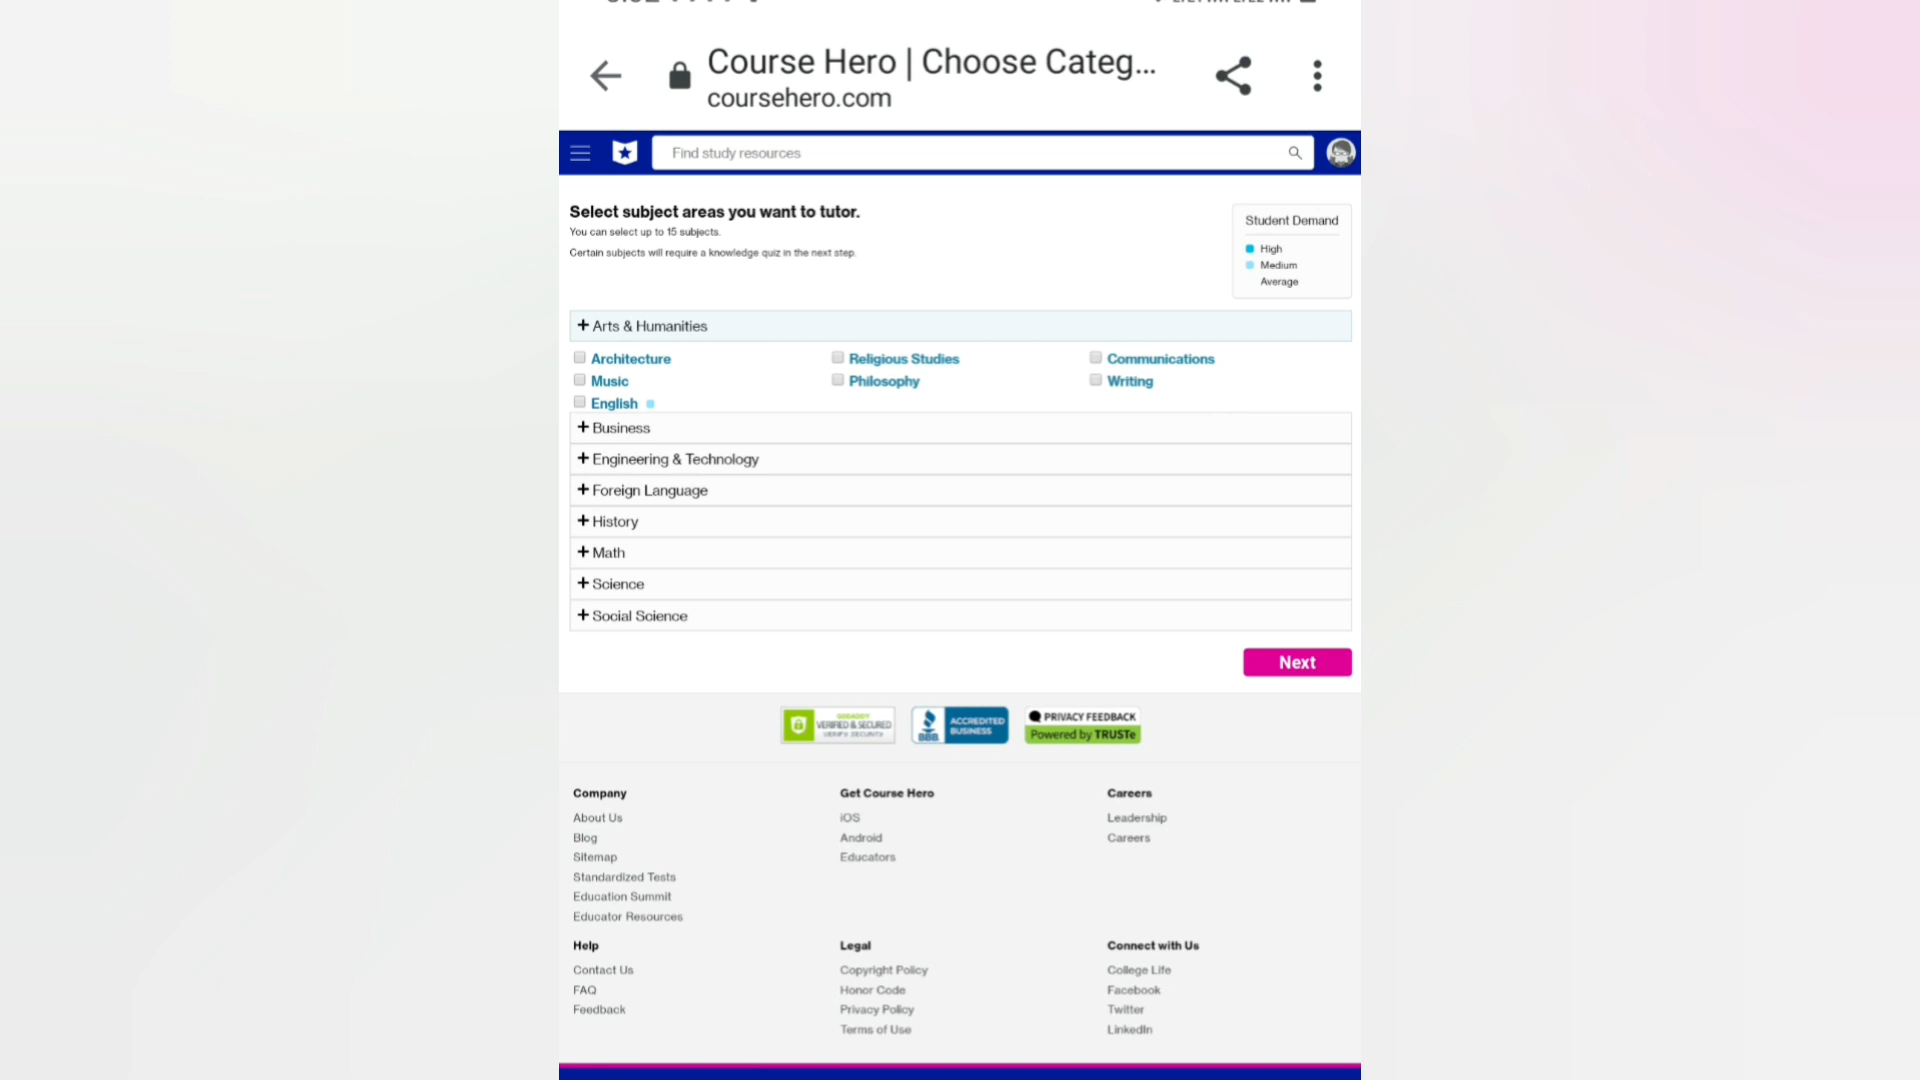 Course Hero | Choose Categ...
coursehero.com
Find study resources
Select subject areas you want to tutor.
You can select up to 15 subjects.
Certain subjects will require a knowledge quiz in the next step.
Student Demand
High
Medium
Average
+ Arts & Humanities
Architecture
Religious Studies
Communications
Music
Philosophy
Writing
English
+ Business
+ Engineering & Technology
+ Foreign Language
+ History
+ Math
+ Science
+ Social Science
Next
GODADDY
VERIFIED & SECURED
VERIFY SECURITY
BBB
ACCREDITED
BUSINESS
PRIVACY FEEDBACK
Powered by TRUSTe
Company
About Us
Blog
Sitemap
Standardized Tests
Education Summit
Educator Resources
Get Course Hero
iOS
Android
Educators
Careers
Leadership
Careers
Help
Contact Us
FAQ
Feedback
Legal
Copyright Policy
Honor Code
Privacy Policy
Terms of Use
Connect with Us
College Life
Facebook
Twitter
LinkedIn